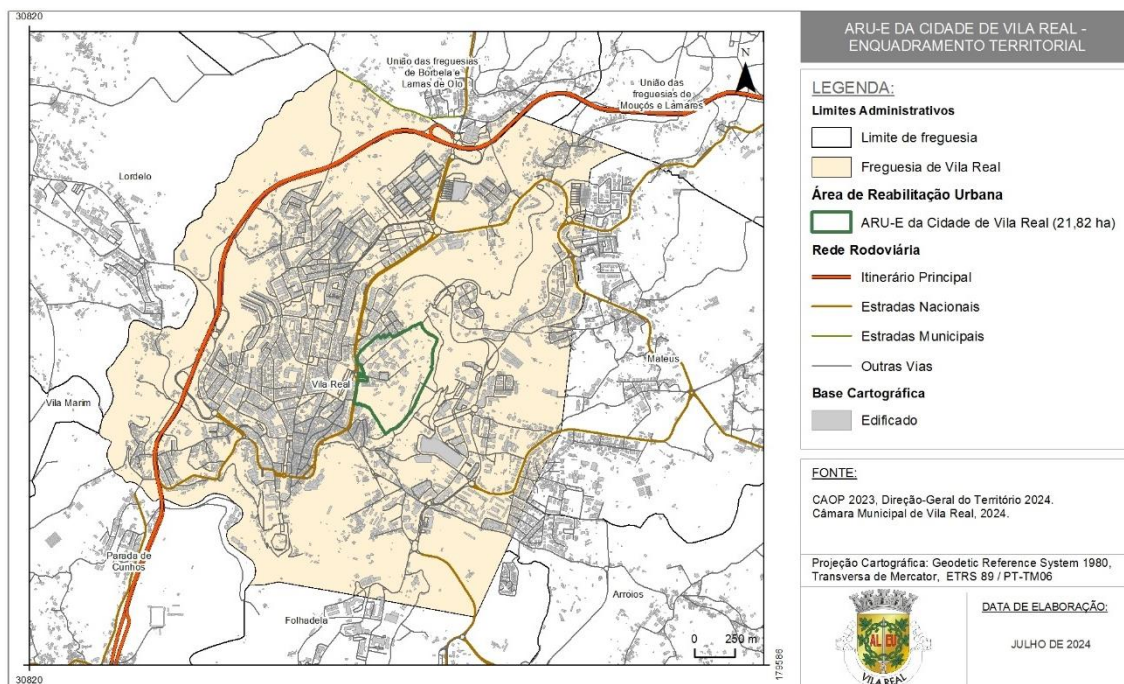 30820
União das freguesias
de Borbela e
Lamas de Olo
União das
freguesias de
Mouçós e Lamares
N
Lordelo
Mateus
Vila Real
Vila Marim
Parada de
Cunhos
Arroios
Folhadela
0 250 m
179586
30820
ARU-E DA CIDADE DE VILA REAL -
ENQUADRAMENTO TERRITORIAL
LEGENDA:
Limites Administrativos
Limite de freguesia
Freguesia de Vila Real
Área de Reabilitação Urbana
ARU-E da Cidade de Vila Real (21,82 ha)
Rede Rodoviária
Itinerário Principal
Estradas Nacionais
Estradas Municipais
Outras Vias
Base Cartográfica
Edificado
FONTE:
CAOP 2023, Direção-Geral do Território 2024.
Câmara Municipal de Vila Real, 2024.
Projeção Cartográfica: Geodetic Reference System 1980,
Transversa de Mercator, ETRS 89 / PT-TM06
ALEU
VILA REAL
DATA DE ELABORAÇÃO:
JULHO DE 2024